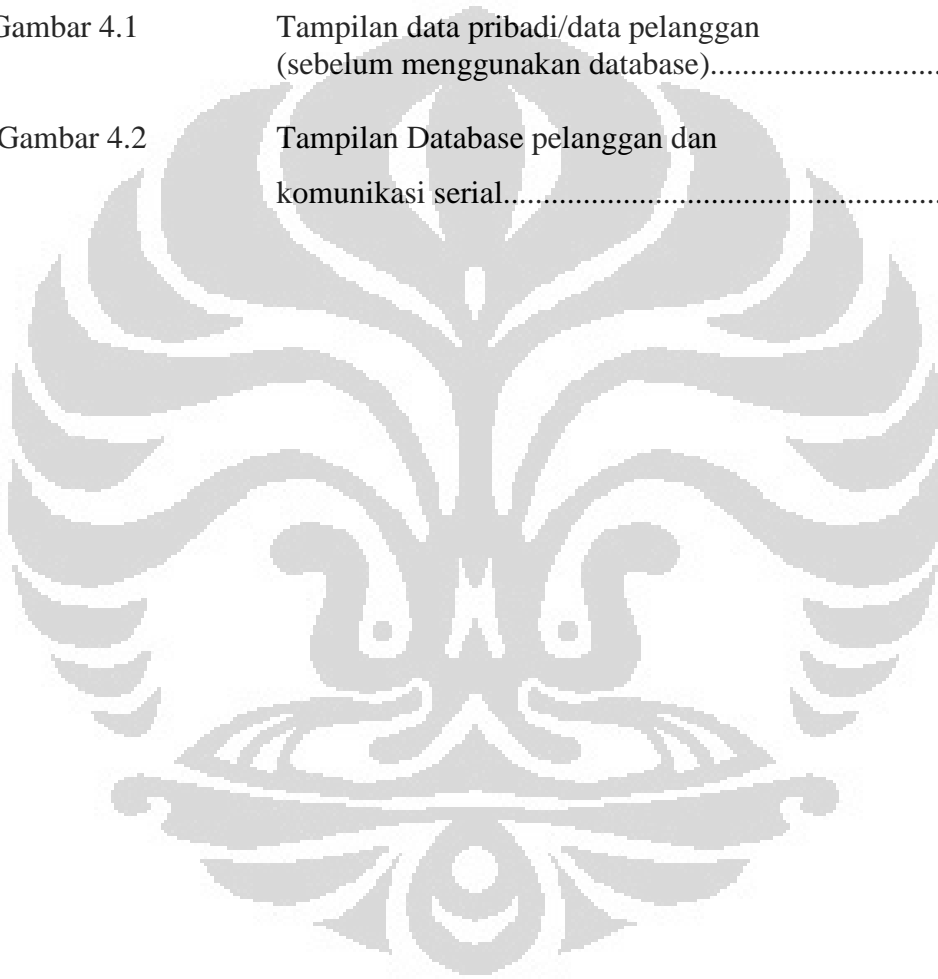 Gambar 4.1 Tampilan data pribadi/data pelanggan
(sebelum menggunakan database)............................
Gambar 4.2 Tampilan Database pelanggan dan
komunikasi serial......................................................